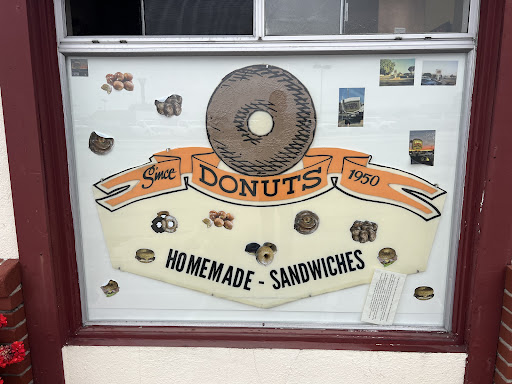 Since DONUTS 1950
HOMEMADE - SANDWICHES